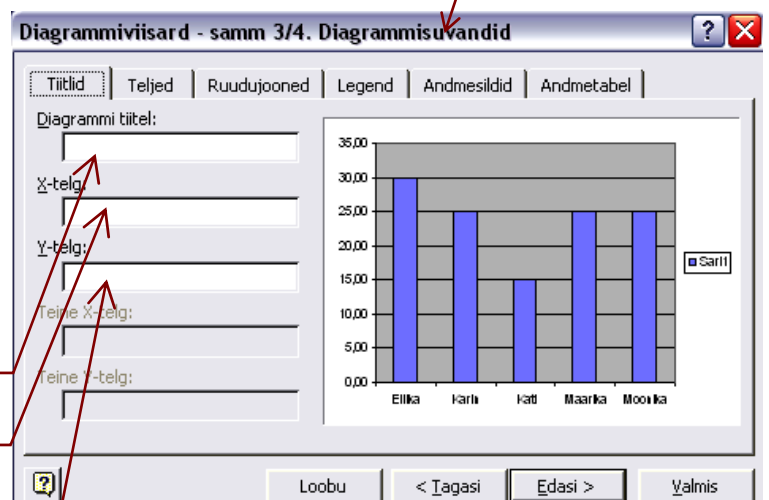 Diagrammiviisard - samm 3/4. Diagrammisuvandid
Tiitlid Teljed Ruudujooned Legend Andmesildid Andmetabel
Diagrammi tiitel:
X-telg:
Y-telg:
Teine X-telg:
Teine Y-telg:
35,00
30,00
25,00
20,00
15,00
10,00
5,00
0,00
Eilika Karin Kati Maarika Moonika
Sari1
Loobu < Tagasi Edasi > Valmis